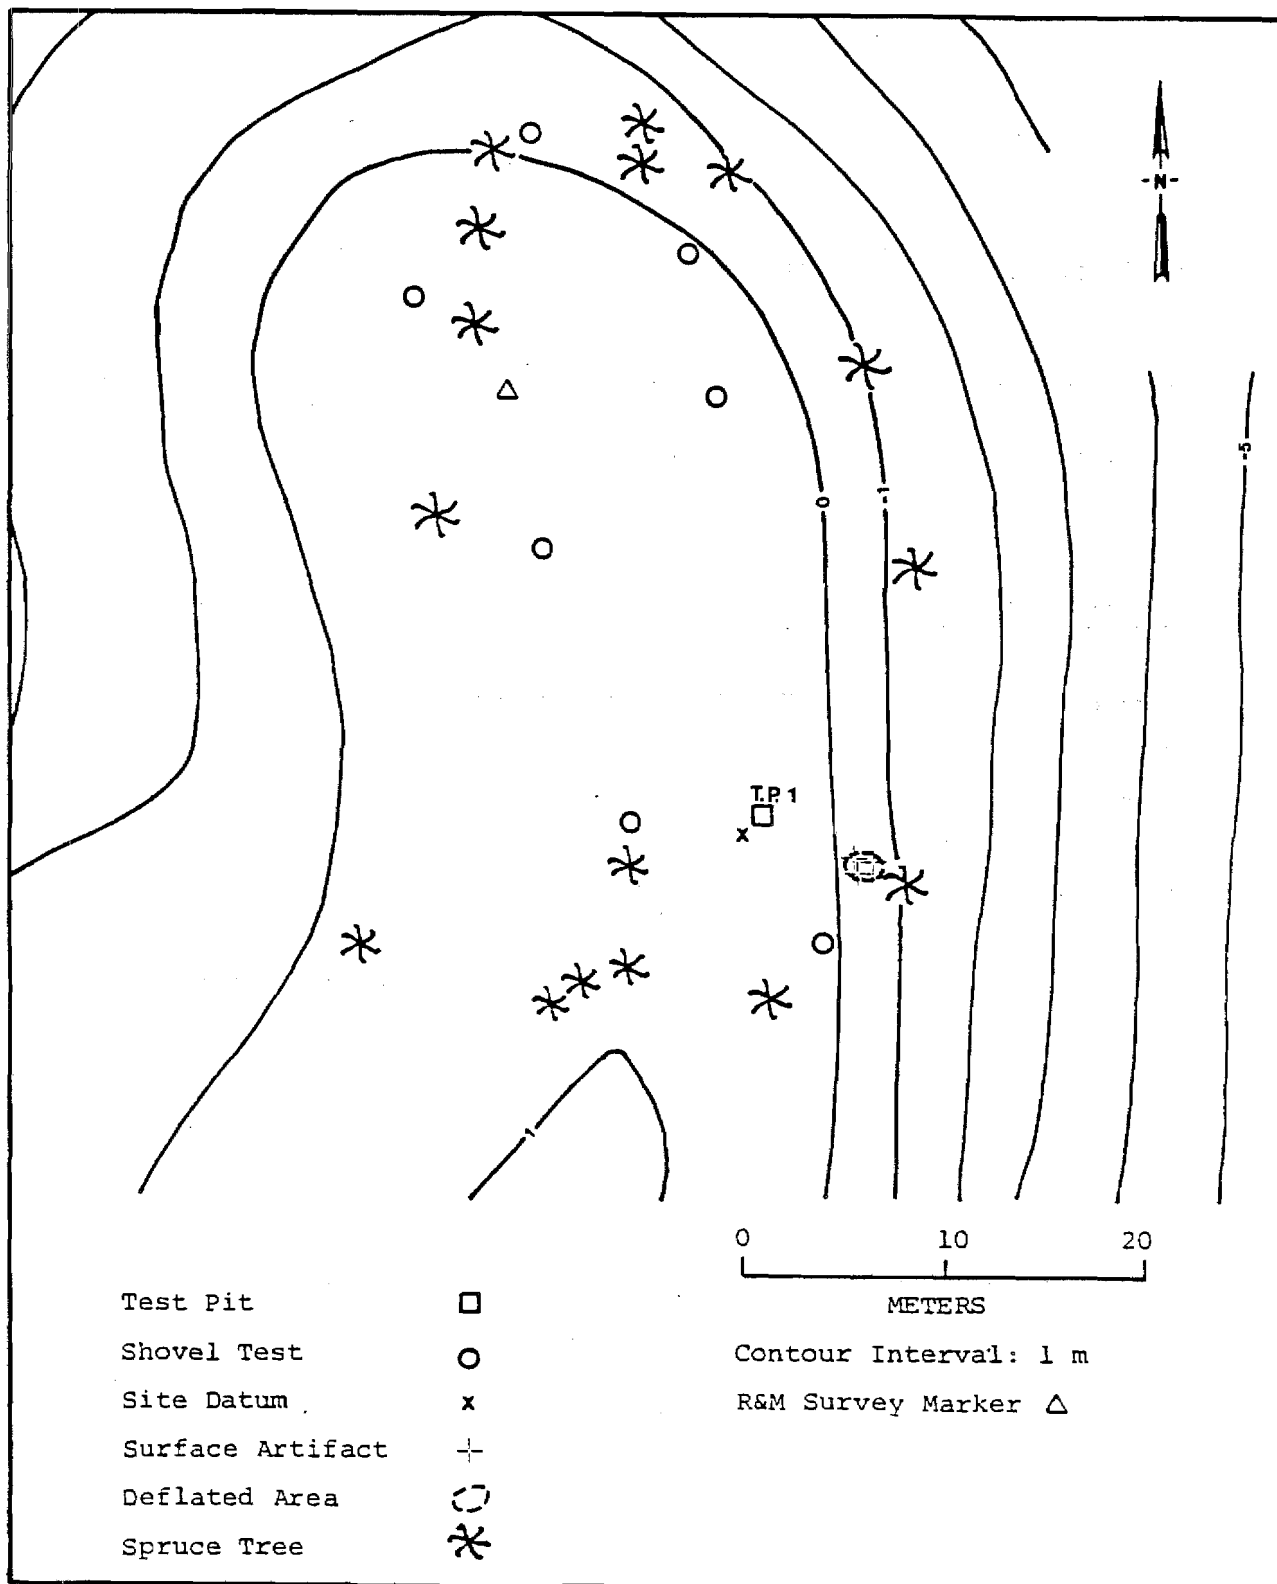 -N-
-5
0
-1
T.P. 1
1
0 10 20
METERS
Test Pit
Shovel Test
Site Datum
Surface Artifact
Deflated Area
Spruce Tree
Contour Interval: 1 m
R&M Survey Marker